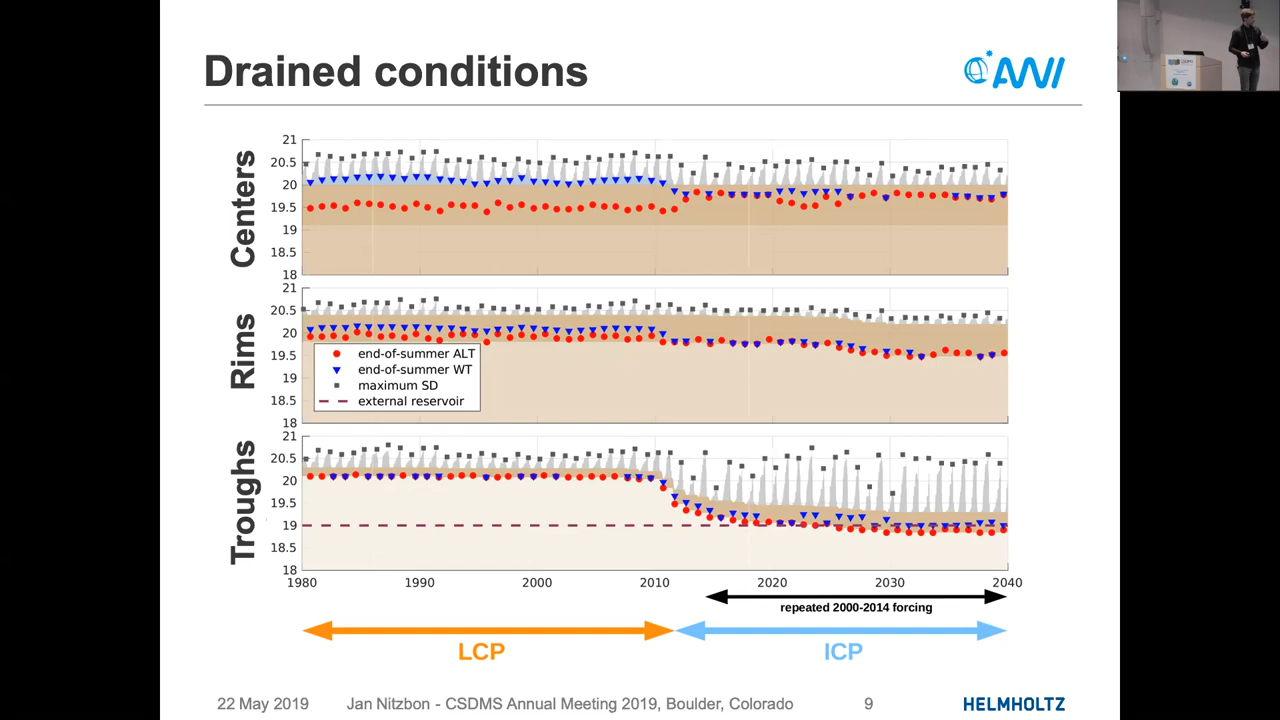 Drained conditions
AWI
Centers
21
20.5
20
19.5
19
18.5
18
Rims
21
20.5
20
19.5
19
18.5
18
end-of-summer ALT
end-of-summer WT
maximum SD
external reservoir
Troughs
21
20.5
20
19.5
19
18.5
18
1980 1990 2000 2010 2020 2030 2040
repeated 2000-2014 forcing
LCP ICP
22 May 2019 Jan Nitzbon - CSDMS Annual Meeting 2019, Boulder, Colorado 9 HELMHOLTZ